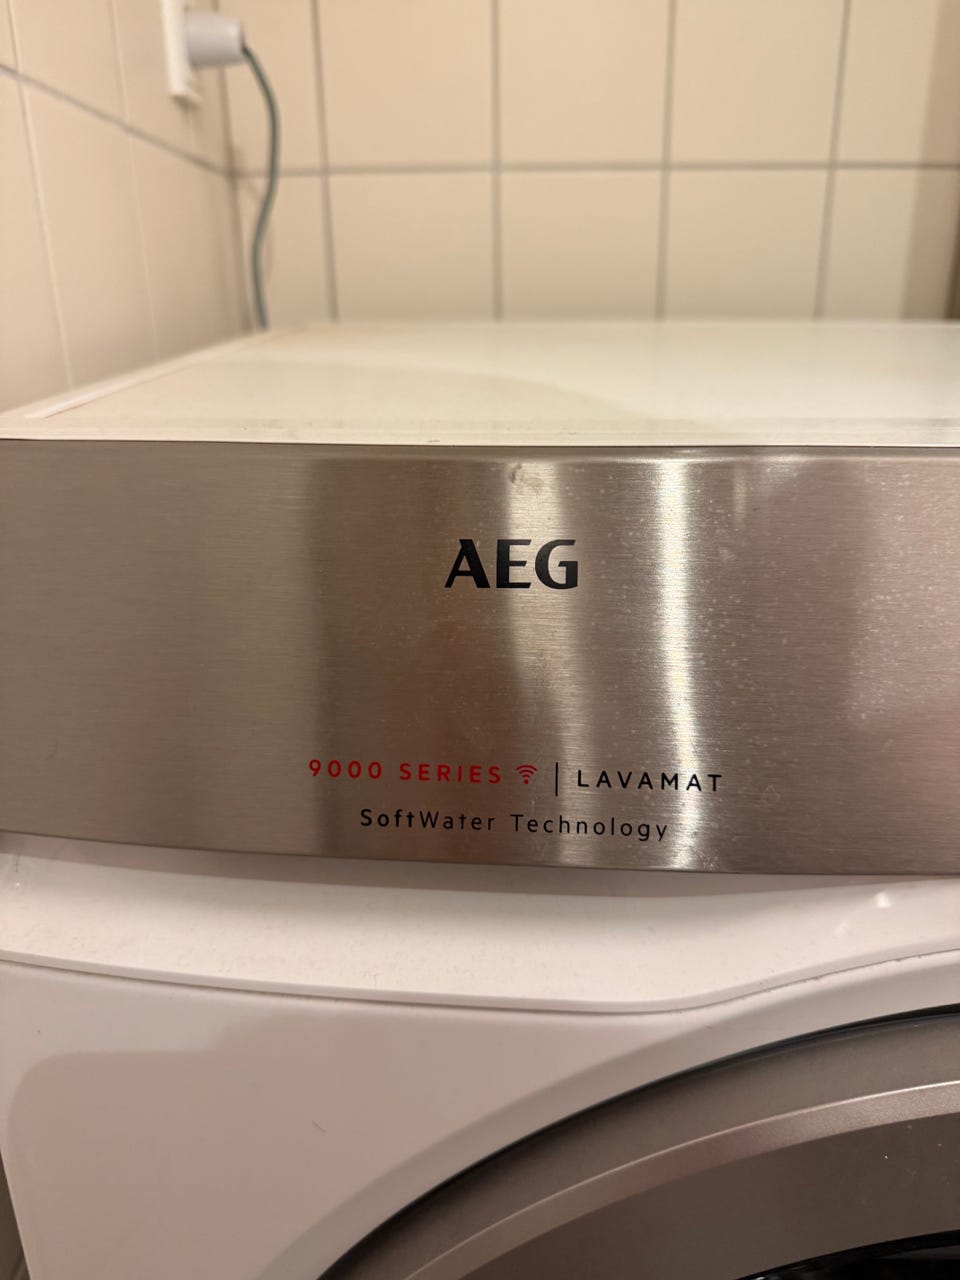 AEG
9000 SERIES | LAVAMAT
SoftWater Technology